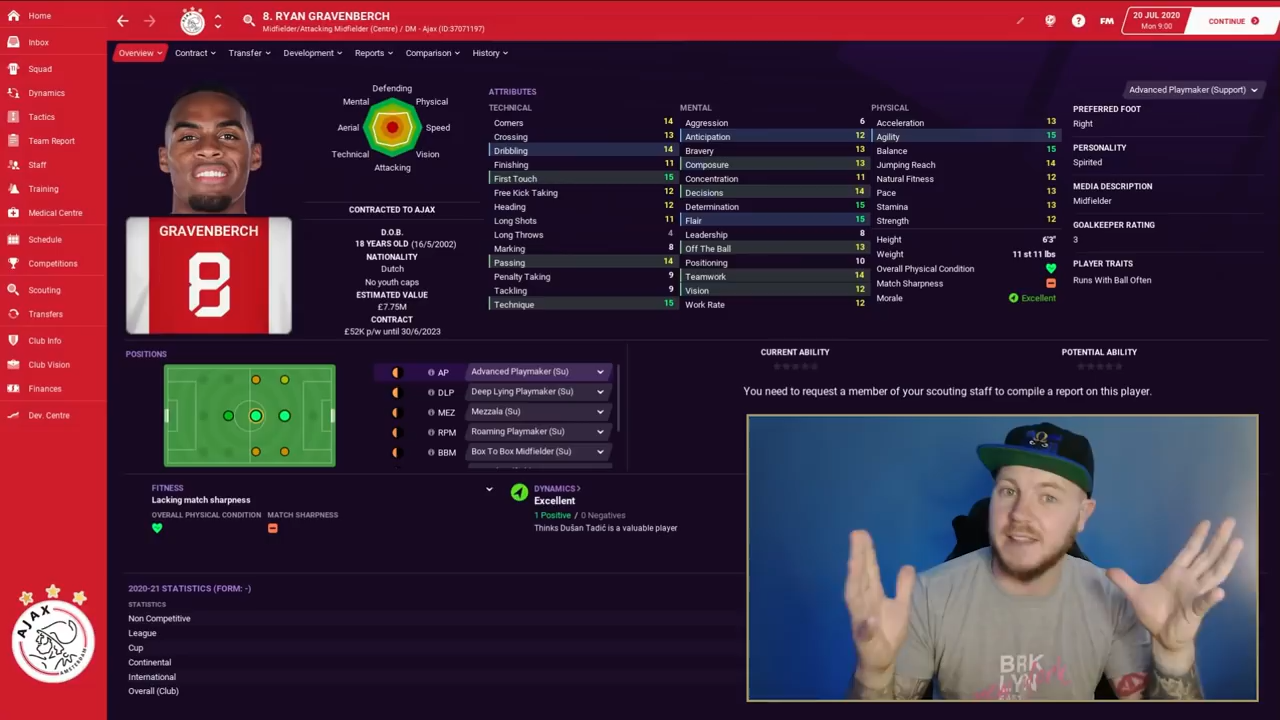 Home
Inbox
Squad
Dynamics
Tactics
Team Report
Staff
Training
Medical Centre
Schedule
Competitions
Scouting
Transfers
Club Info
Club Vision
Finances
Dev. Centre
AJAX
AMSTERDAM
8. RYAN GRAVENBERCH
Midfielder/Attacking Midfielder (Centre) / DM - Ajax (ID:37071197)
FM
20 JUL 2020
Mon 9:00
CONTINUE
Overview
Contract
Transfer
Development
Reports
Comparison
History
GRAVENBERCH
8
Defending
Mental
Physical
Aerial
Speed
Technical
Vision
Attacking
CONTRACTED TO AJAX
D.O.B.
18 YEARS OLD (16/5/2002)
NATIONALITY
Dutch
No youth caps
ESTIMATED VALUE
£7.75M
CONTRACT
£52K p/w until 30/6/2023
ATTRIBUTES
TECHNICAL
Corners 14
Crossing 13
Dribbling 14
Finishing 11
First Touch 15
Free Kick Taking 12
Heading 12
Long Shots 11
Long Throws 4
Marking 8
Passing 14
Penalty Taking 9
Tackling 9
Technique 15
MENTAL
Aggression 6
Anticipation 12
Bravery 13
Composure 13
Concentration 11
Decisions 14
Determination 15
Flair 15
Leadership 8
Off The Ball 13
Positioning 10
Teamwork 14
Vision 12
Work Rate 12
PHYSICAL
Acceleration 13
Agility 15
Balance 15
Jumping Reach 14
Natural Fitness 12
Pace 13
Stamina 13
Strength 12
Height 6'3"
Weight 11 st 11 lbs
Overall Physical Condition
Match Sharpness
Morale Excellent
Advanced Playmaker (Support)
PREFERRED FOOT
Right
PERSONALITY
Spirited
MEDIA DESCRIPTION
Midfielder
GOALKEEPER RATING
3
PLAYER TRAITS
Runs With Ball Often
POSITIONS
AP Advanced Playmaker (Su)
DLP Deep Lying Playmaker (Su)
MEZ Mezzala (Su)
RPM Roaming Playmaker (Su)
BBM Box To Box Midfielder (Su)
CURRENT ABILITY
POTENTIAL ABILITY
You need to request a member of your scouting staff to compile a report on this player.
FITNESS
Lacking match sharpness
OVERALL PHYSICAL CONDITION
MATCH SHARPNESS
DYNAMICS
Excellent
1 Positive / 0 Negatives
Thinks Dušan Tadić is a valuable player
2020-21 STATISTICS (FORM: -)
STATISTICS
Non Competitive
League
Cup
Continental
International
Overall (Club)
BRK
LYN